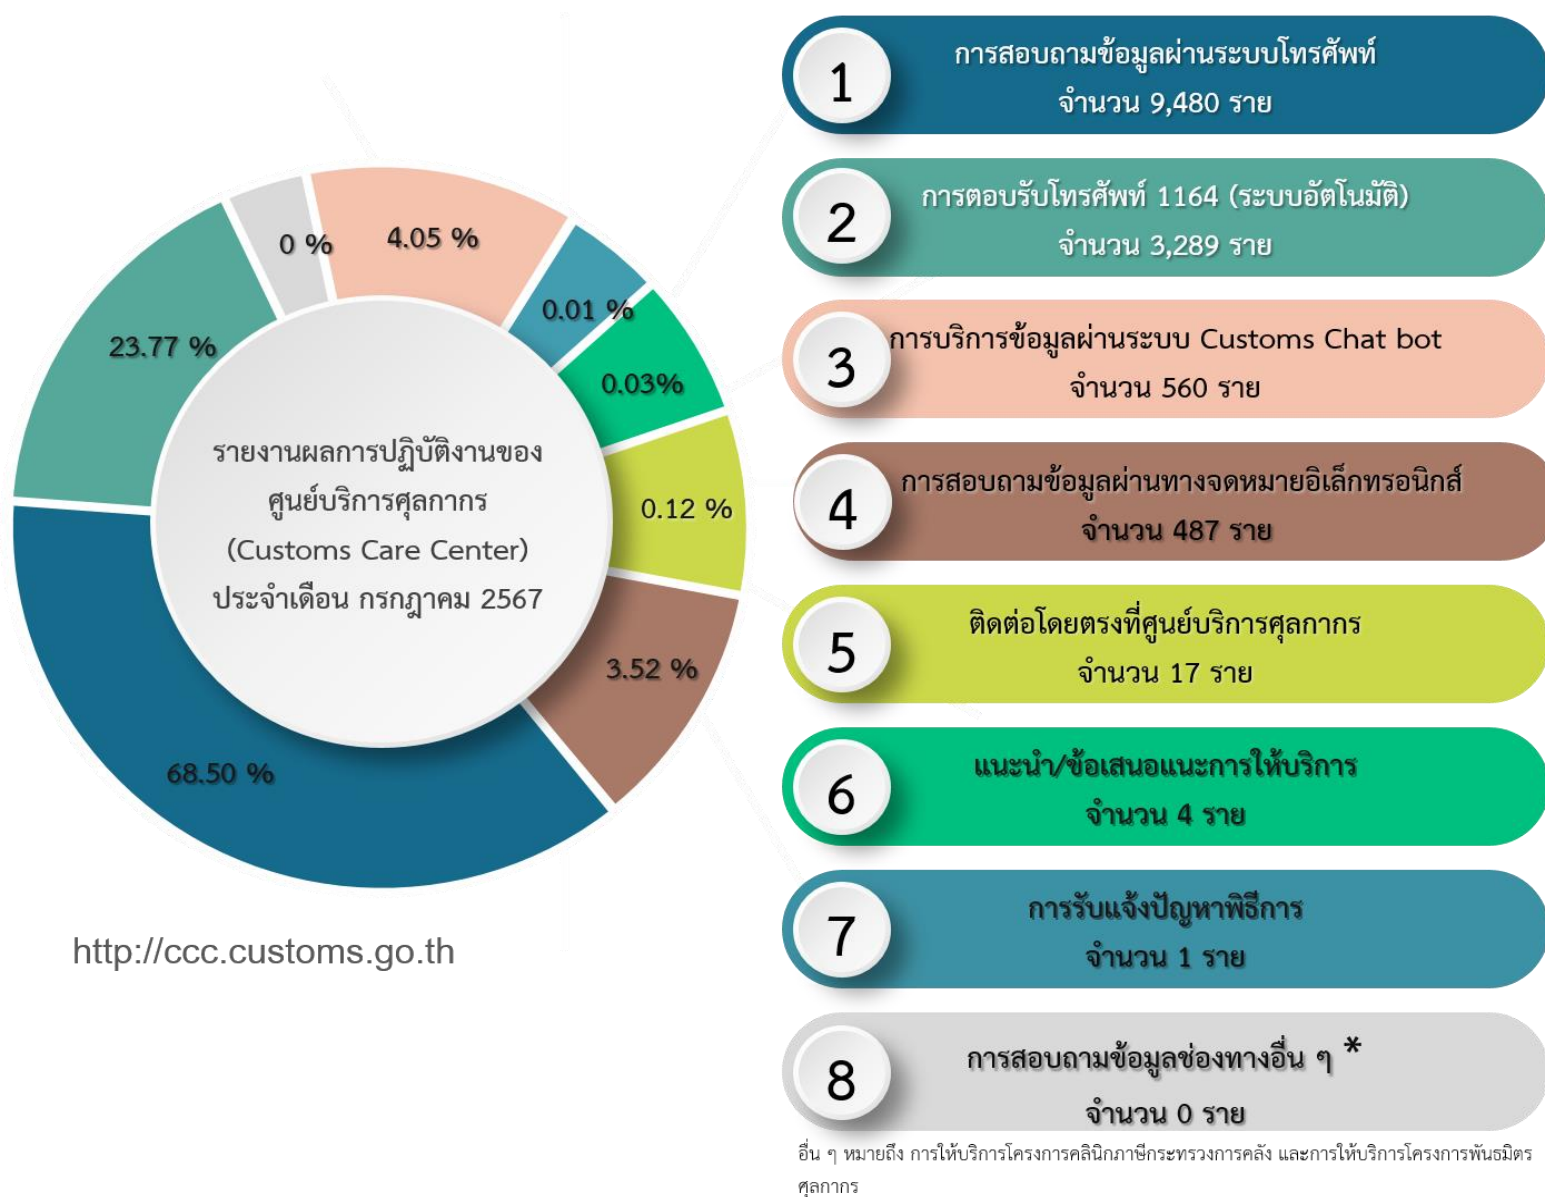 0 %
4.05 %
0.01 %
23.77 %
0.03%
0.12 %
3.52 %
68.50 %
รายงานผลการปฏิบัติงานของ
ศูนย์บริการศุลกากร
(Customs Care Center)
ประจำเดือน กรกฎาคม 2567
http://ccc.customs.go.th
1
การสอบถามข้อมูลผ่านระบบโทรศัพท์
จำนวน 9,480 ราย
2
การตอบรับโทรศัพท์ 1164 (ระบบอัตโนมัติ)
จำนวน 3,289 ราย
3
การบริการข้อมูลผ่านระบบ Customs Chat bot
จำนวน 560 ราย
4
การสอบถามข้อมูลผ่านทางจดหมายอิเล็กทรอนิกส์
จำนวน 487 ราย
5
ติดต่อโดยตรงที่ศูนย์บริการศุลกากร
จำนวน 17 ราย
6
แนะนำ/ข้อเสนอแนะการให้บริการ
จำนวน 4 ราย
7
การรับแจ้งปัญหาพิธีการ
จำนวน 1 ราย
8
การสอบถามข้อมูลช่องทางอื่น ๆ *
จำนวน 0 ราย
อื่น ๆ หมายถึง การให้บริการโครงการคลินิกภาษีกระทรวงการคลัง และการให้บริการโครงการพันธมิตร
ศุลกากร